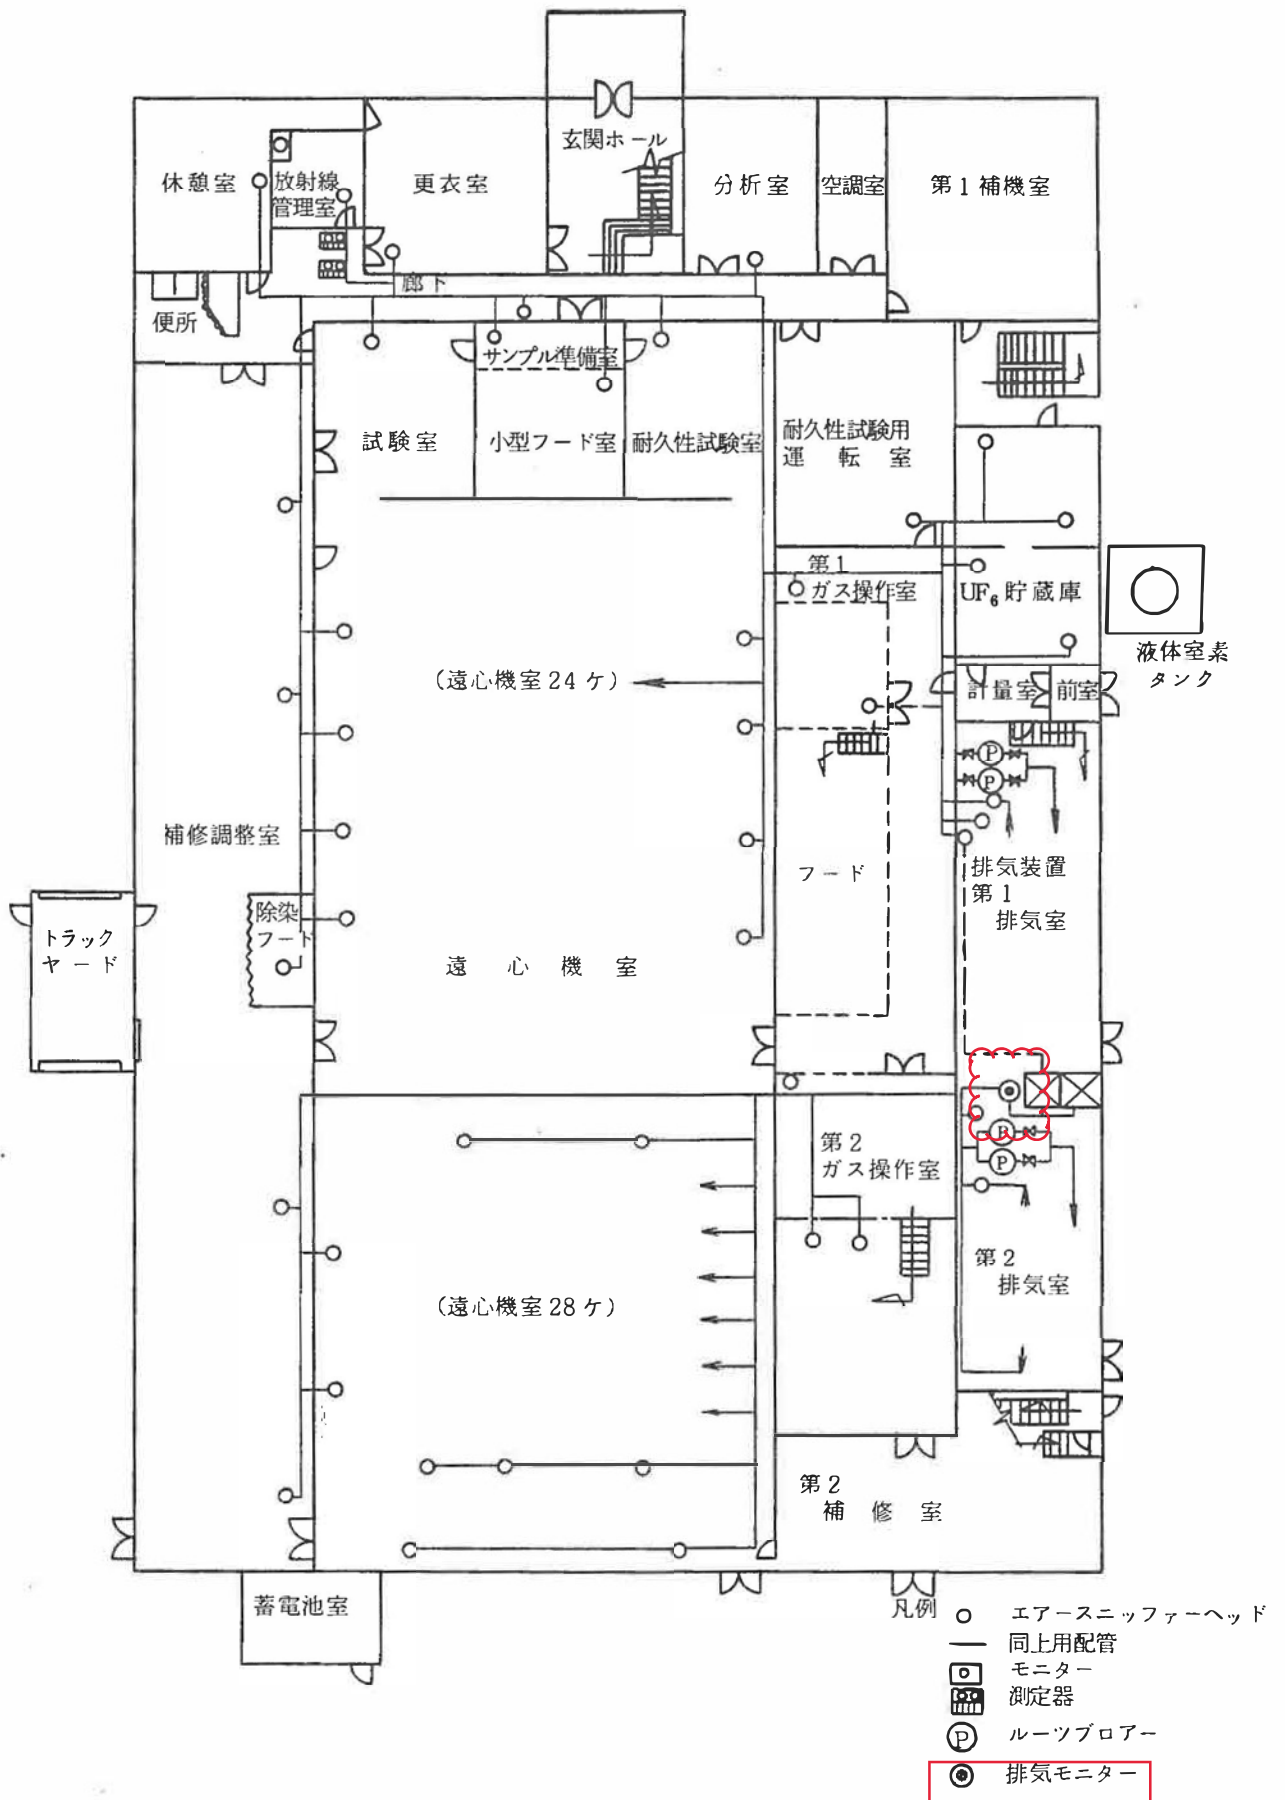 玄関ホール
休憩室
放射線
管理室
更衣室
分析室
空調室
第1補機室
廊下
便所
サンプル準備室
試験室
小型フード室
耐久性試験室
耐久性試験用
運転室
第1
ガス操作室
UF₆貯蔵庫
液体窒素
タンク
(遠心機室24ケ)
計量室
前室
P
P
補修調整室
フード
排気装置
第1
排気室
除染
フード
トラック
ヤード
遠心機室
P
P
第2
ガス操作室
第2
排気室
(遠心機室28ケ)
第2
補修室
蓄電池室
凡例
エアースニッファーヘッド
同上用配管
モニター
測定器
P ルーツブロアー
排気モニター